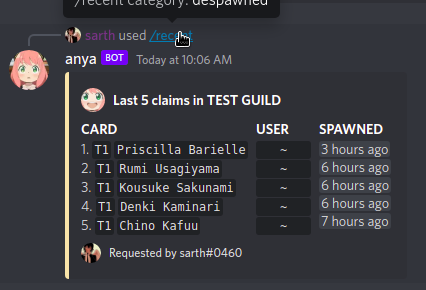 /recent category: despawned
sarth used /recent
anya BOT Today at 10:06 AM
Last 5 claims in TEST GUILD
CARD USER SPAWNED
1. T1 Priscilla Barielle ~ 3 hours ago
2. T1 Rumi Usagiyama ~ 6 hours ago
3. T1 Kousuke Sakunami ~ 6 hours ago
4. T1 Denki Kaminari ~ 6 hours ago
5. T1 Chino Kafuu ~ 7 hours ago
Requested by sarth#0460